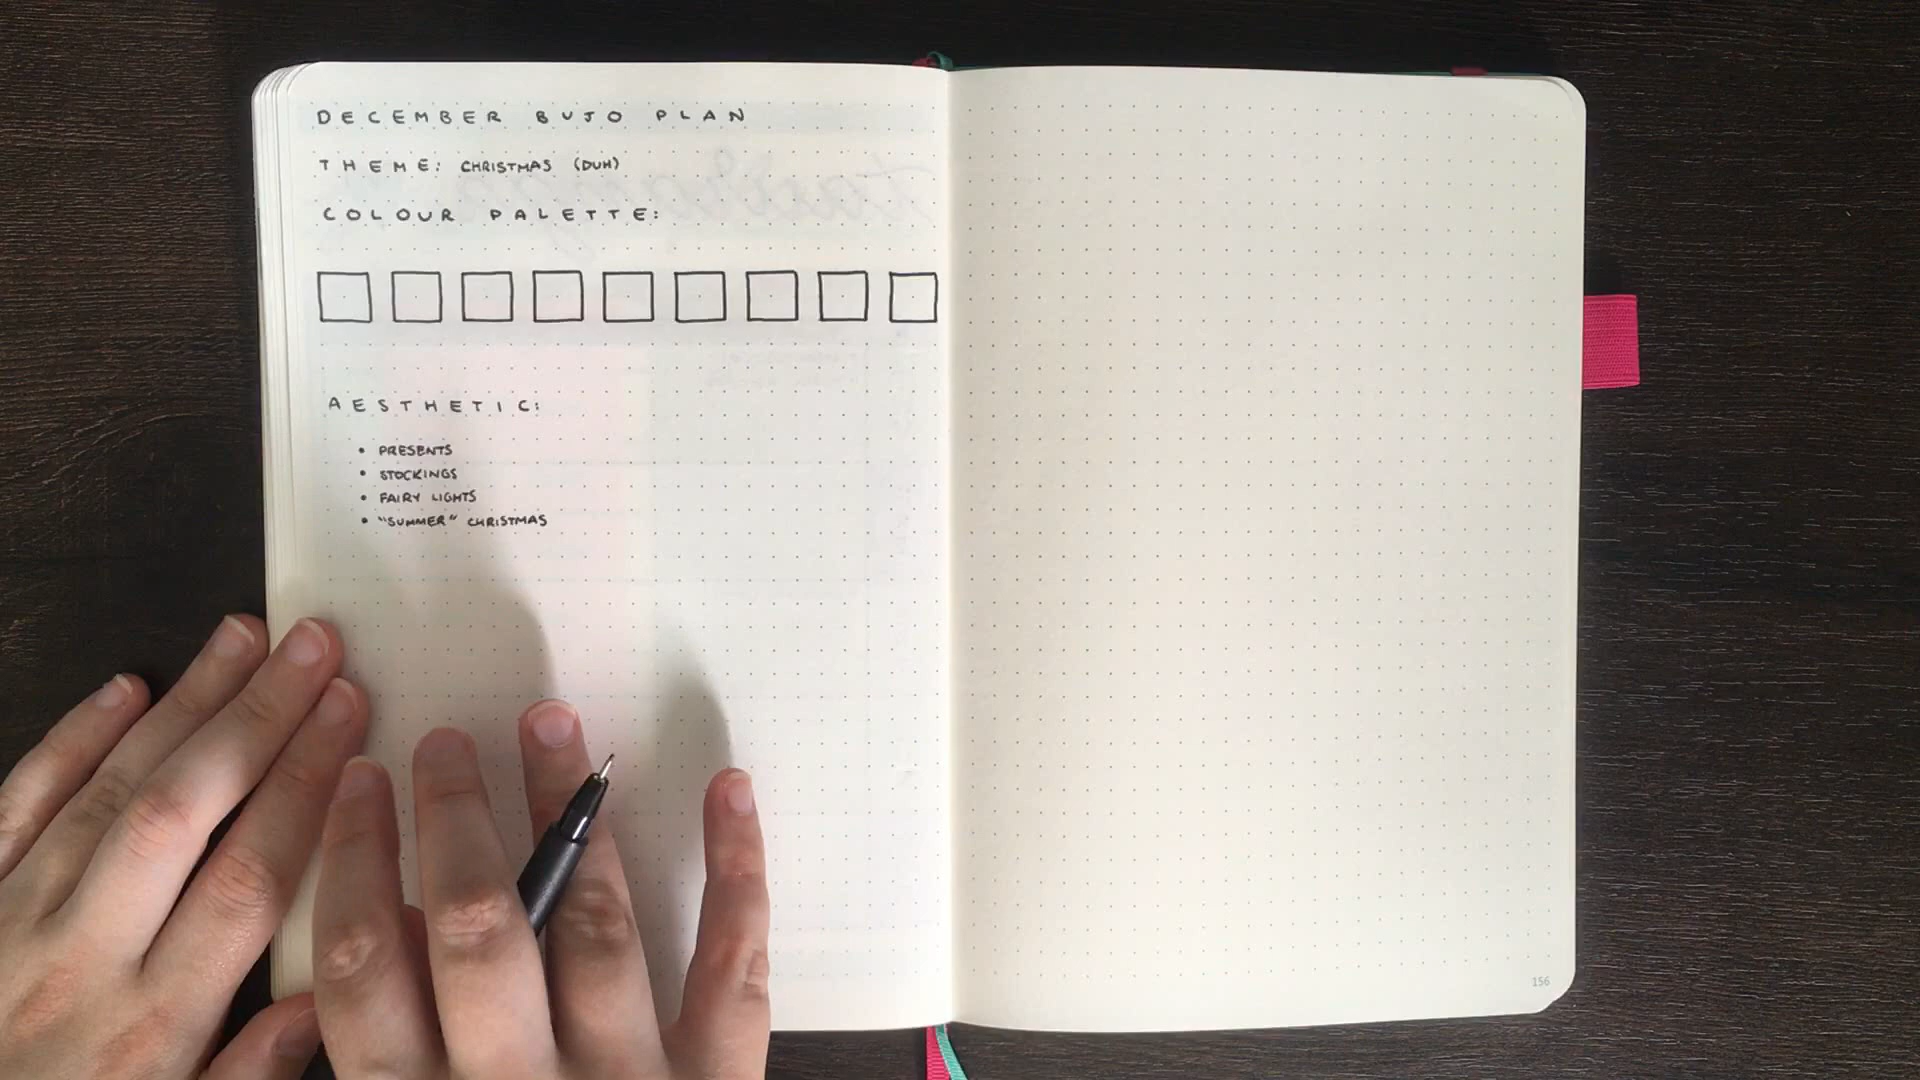 DECEMBER BUJO PLAN
THEME: CHRISTMAS (DUH)
COLOUR PALETTE:
AESTHETIC:
• PRESENTS
• STOCKINGS
• FAIRY LIGHTS
• "SUMMER" CHRISTMAS
156